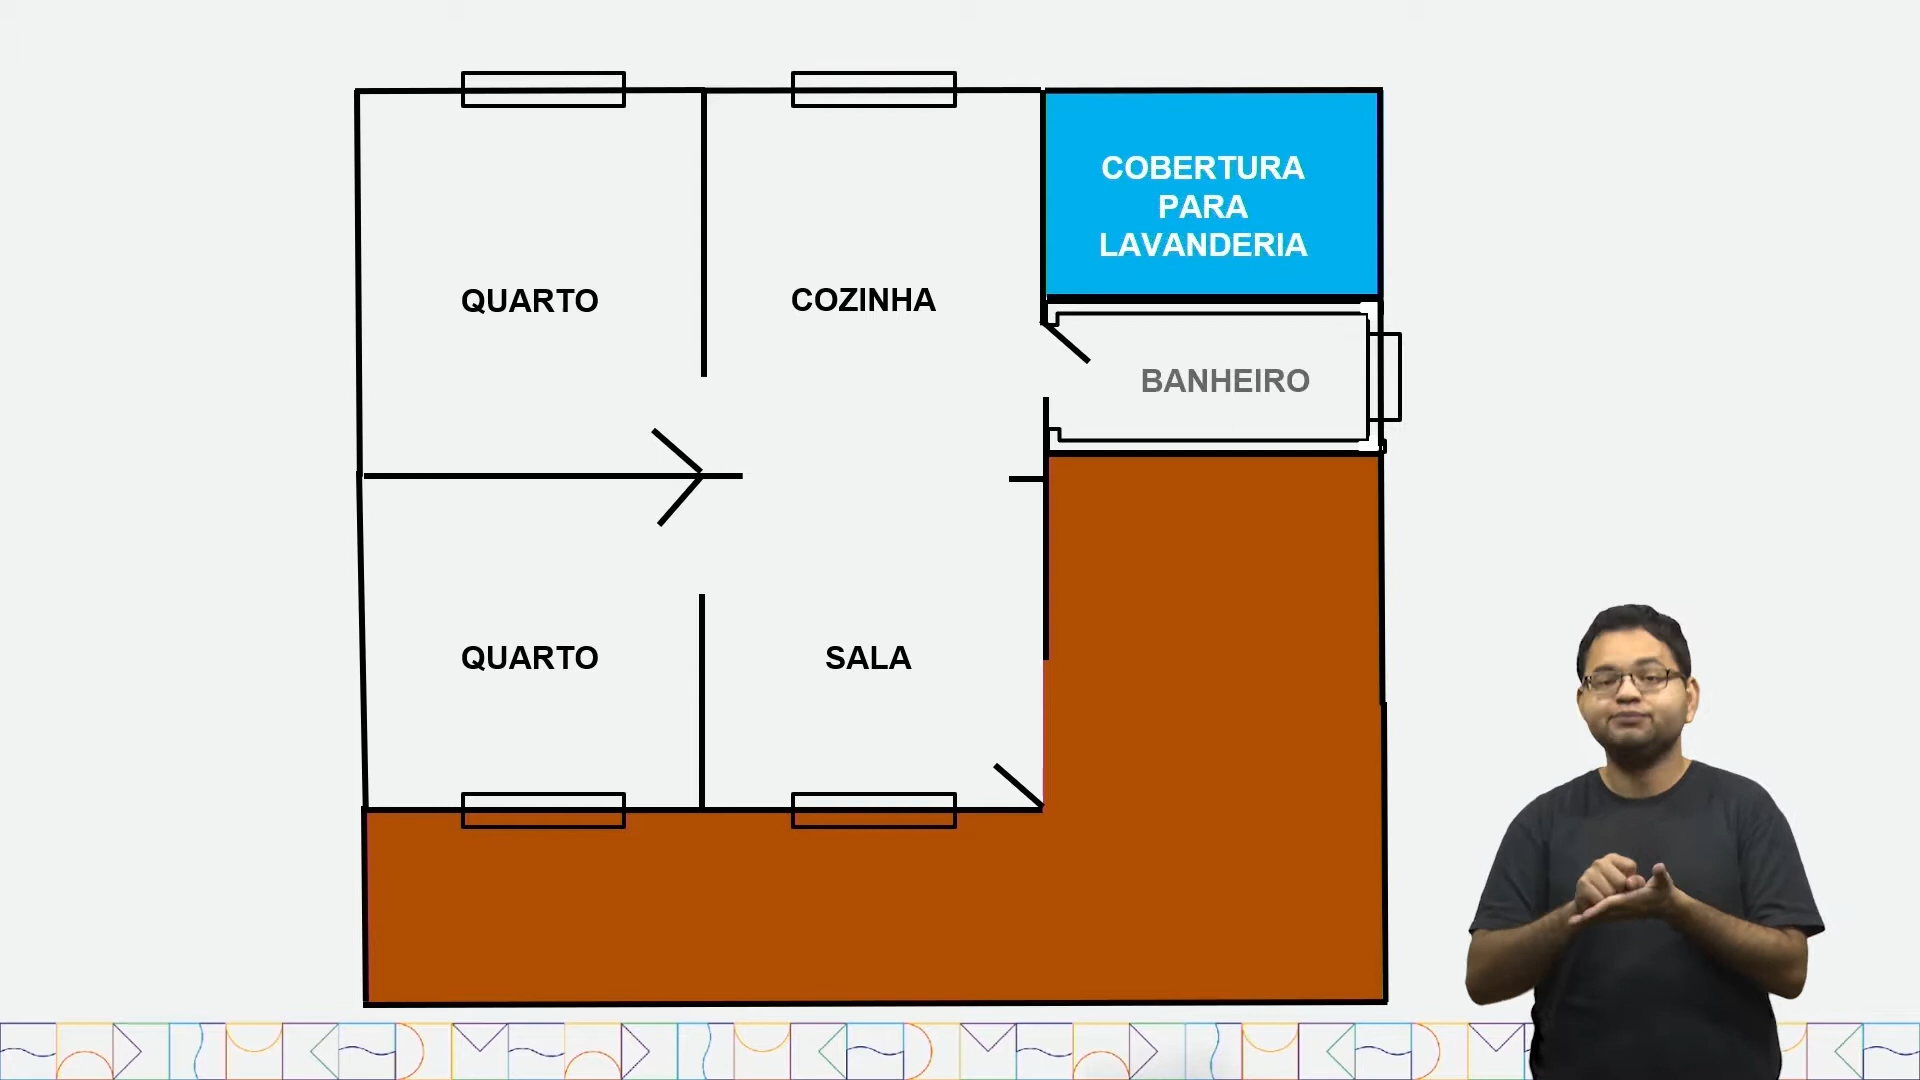 COBERTURA
PARA
LAVANDERIA
QUARTO
COZINHA
BANHEIRO
QUARTO
SALA